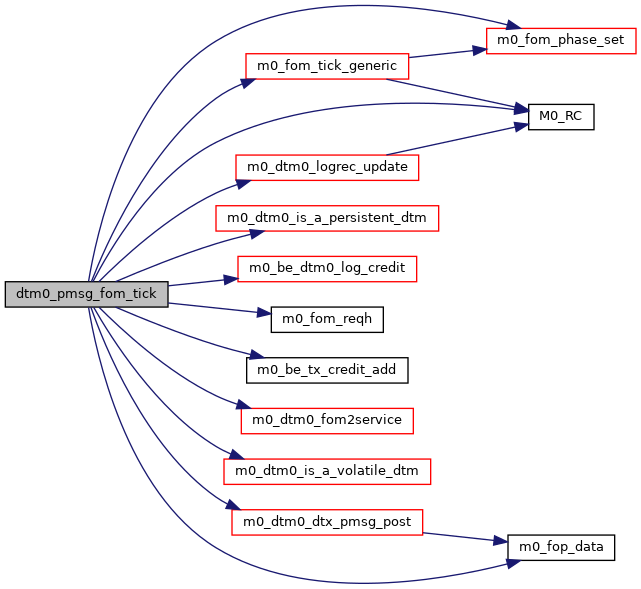 m0_fom_phase_set
m0_fom_tick_generic
M0_RC
m0_dtm0_logrec_update
m0_dtm0_is_a_persistent_dtm
m0_be_dtm0_log_credit
dtm0_pmsg_fom_tick
m0_fom_reqh
m0_be_tx_credit_add
m0_dtm0_fom2service
m0_dtm0_is_a_volatile_dtm
m0_dtm0_dtx_pmsg_post
m0_fop_data